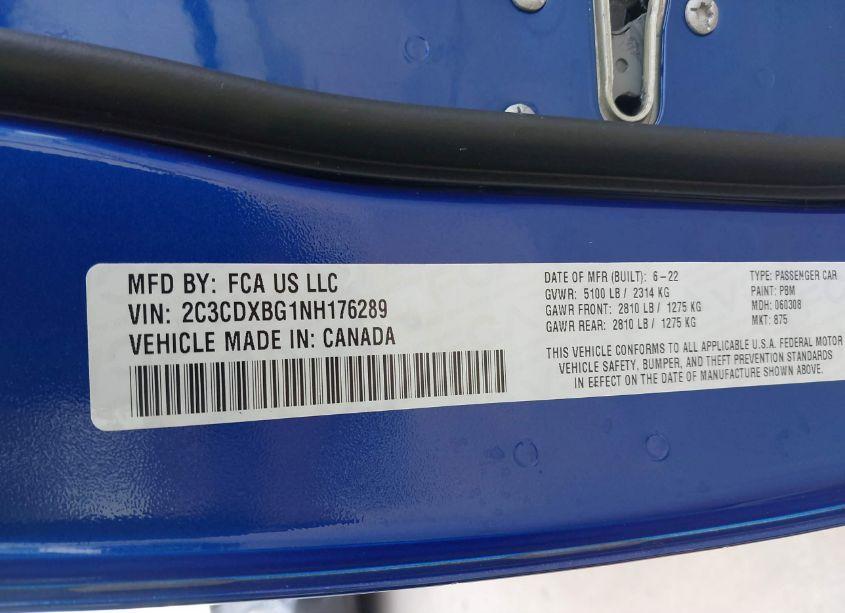 MFD BY: FCA US LLC
VIN: 2C3CDXBG1NH176289
VEHICLE MADE IN: CANADA
DATE OF MFR (BUILT): 6-22
GVWR: 5100 LB / 2314 KG
GAWR FRONT: 2810 LB / 1275 KG
GAWR REAR: 2810 LB / 1275 KG
TYPE: PASSENGER CAR
PAINT: PBM
MDH: 060308
MKT: 875
THIS VEHICLE CONFORMS TO ALL APPLICABLE U.S.A. FEDERAL MOTOR
VEHICLE SAFETY, BUMPER, AND THEFT PREVENTION STANDARDS
IN EFFECT ON THE DATE OF MANUFACTURE SHOWN ABOVE.